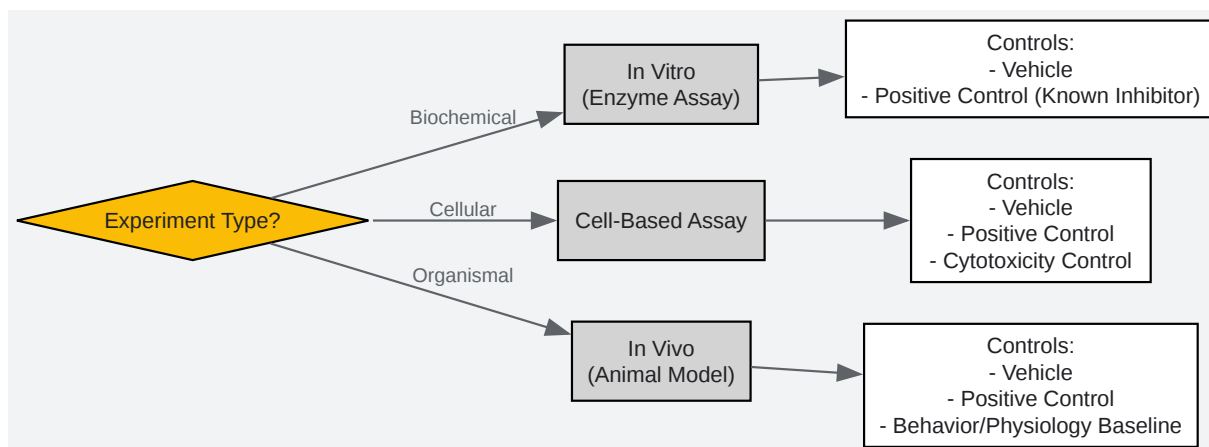 Experiment Type?
Biochemical
Cellular
Organismal
In Vitro
(Enzyme Assay)
Controls:
- Vehicle
- Positive Control (Known Inhibitor)
Cell-Based Assay
Controls:
- Vehicle
- Positive Control
- Cytotoxicity Control
In Vivo
(Animal Model)
Controls:
- Vehicle
- Positive Control
- Behavior/Physiology Baseline